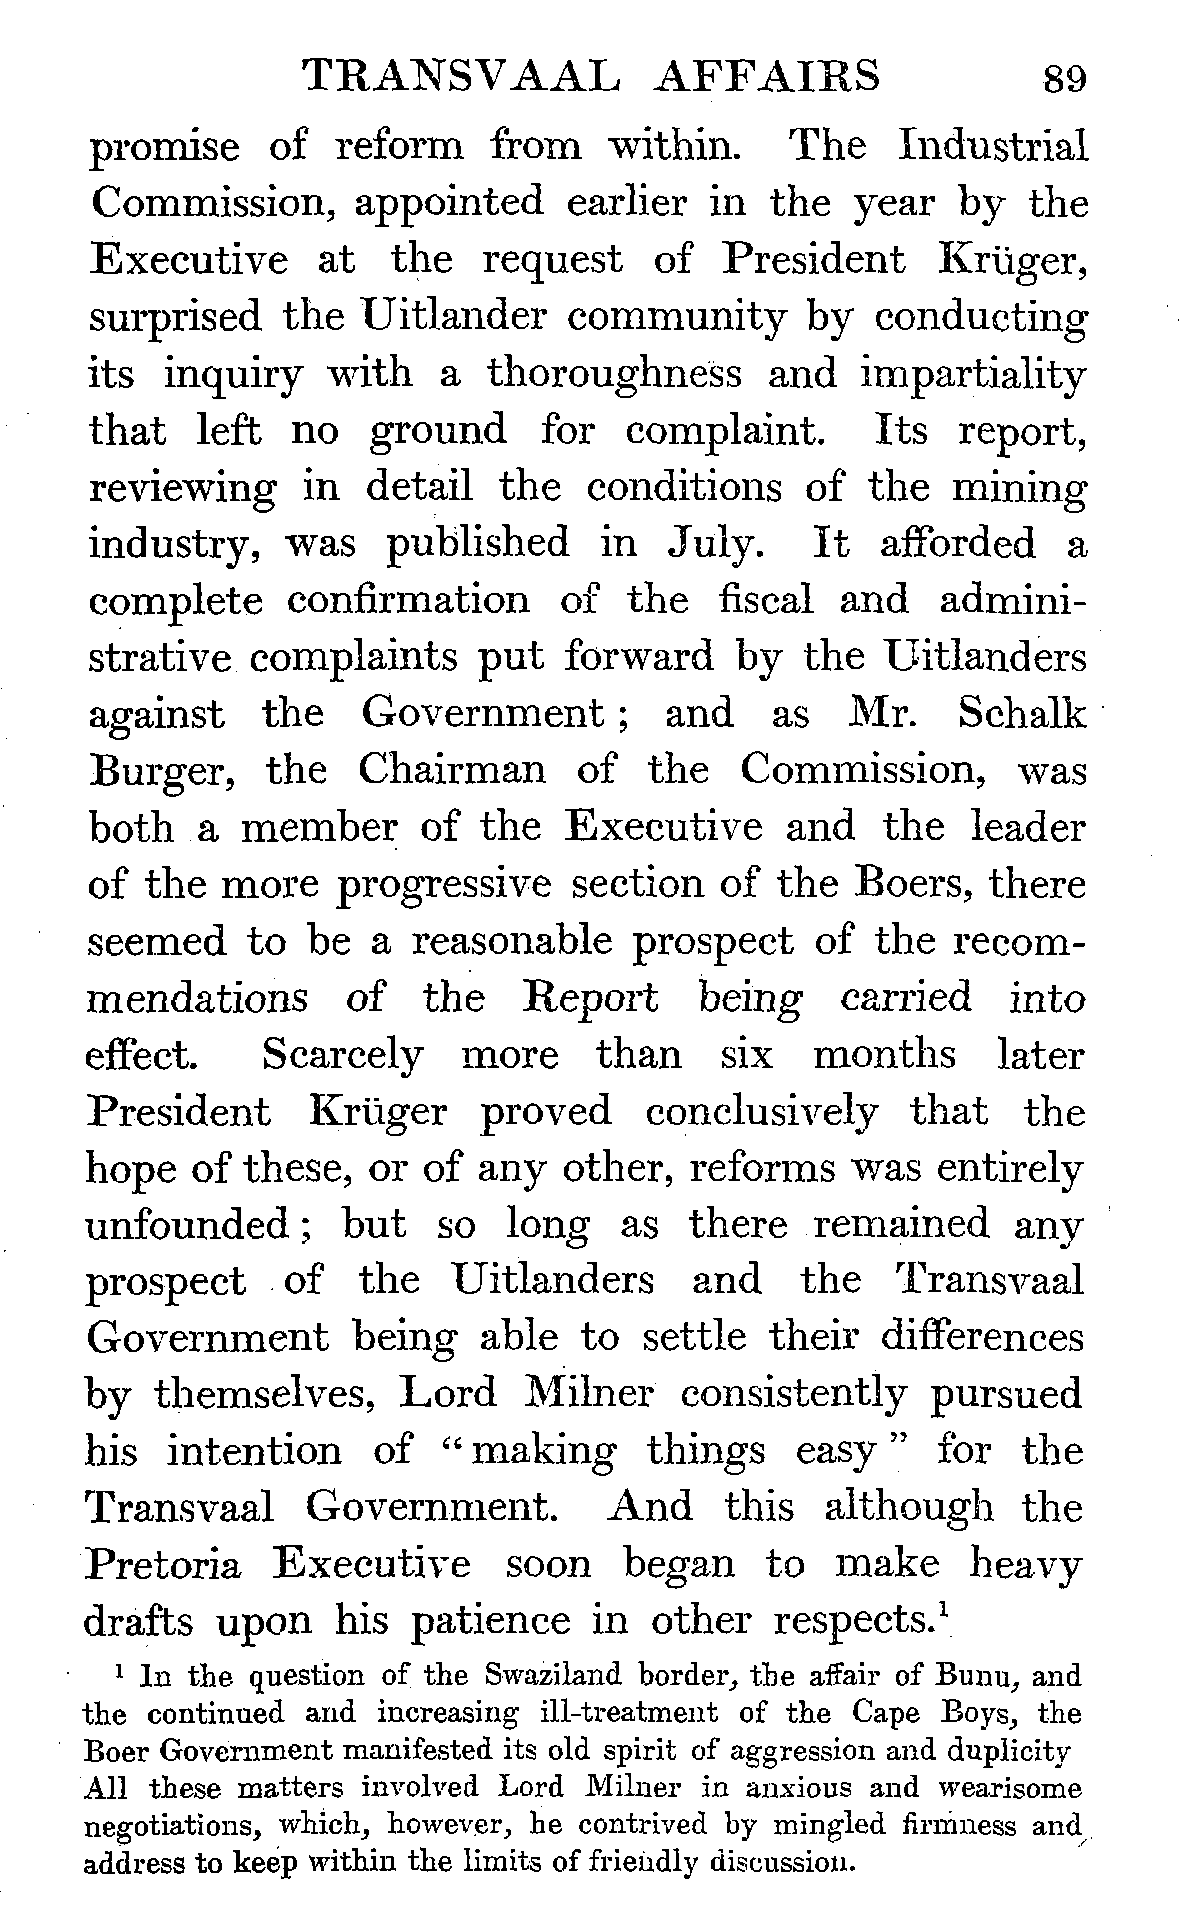 TRANSVAAL AFFAIRS 89
promise of reform from within. The Industrial
Commission, appointed earlier in the year by the
Executive at the request of President Krüger,
surprised the Uitlander community by conducting
its inquiry with a thoroughness and impartiality
that left no ground for complaint. Its report,
reviewing in detail the conditions of the mining
industry, was published in July. It afforded a
complete confirmation of the fiscal and admini-
strative complaints put forward by the Uitlanders
against the Government ; and as Mr. Schalk
Burger, the Chairman of the Commission, was
both a member of the Executive and the leader
of the more progressive section of the Boers, there
seemed to be a reasonable prospect of the recom-
mendations of the Report being carried into
effect. Scarcely more than six months later
President Krüger proved conclusively that the
hope of these, or of any other, reforms was entirely
unfounded ; but so long as there remained any
prospect of the Uitlanders and the Transvaal
Government being able to settle their differences
by themselves, Lord Milner consistently pursued
his intention of “ making things easy ” for the
Transvaal Government. And this although the
Pretoria Executive soon began to make heavy
drafts upon his patience in other respects.¹
¹ In the question of the Swaziland border, the affair of Bunu, and
the continued and increasing ill-treatment of the Cape Boys, the
Boer Government manifested its old spirit of aggression and duplicity
All these matters involved Lord Milner in anxious and wearisome
negotiations, which, however, he contrived by mingled firmness and
address to keep within the limits of friendly discussion.